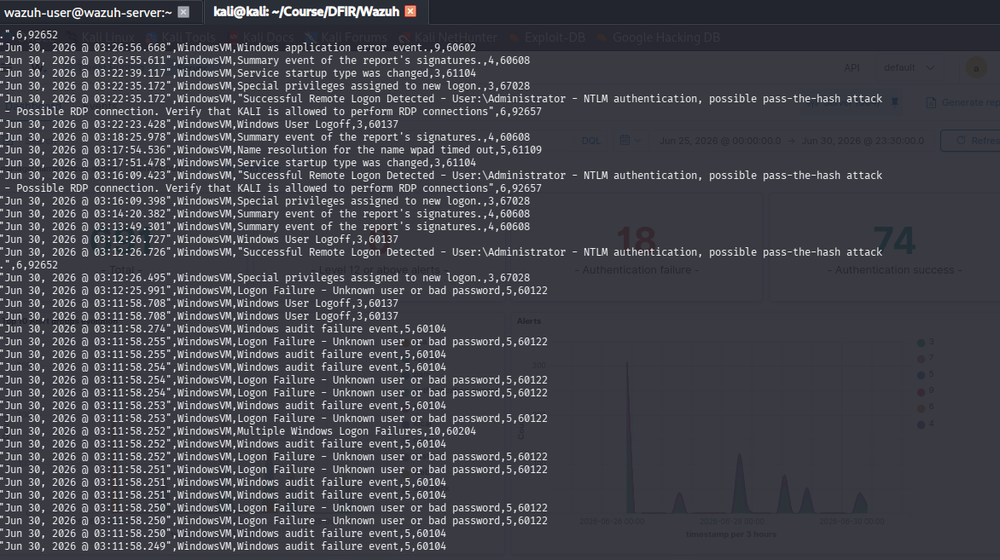 wazuh-user@wazuh-server:~
kali@kali: ~/Course/DFIR/Wazuh
Kali Linux Kali Tools Kali Docs Kali Forums Kali NetHunter Exploit-DB Google Hacking DB
.",6,92652
"Jun 30, 2026 @ 03:26:56.668",WindowsVM,Windows application error event.,9,60602
"Jun 30, 2026 @ 03:26:55.611",WindowsVM,Summary event of the report's signatures.,4,60608
"Jun 30, 2026 @ 03:22:39.117",WindowsVM,Service startup type was changed,3,61104
"Jun 30, 2026 @ 03:22:35.172",WindowsVM,Special privileges assigned to new logon.,3,67028
"Jun 30, 2026 @ 03:22:35.172",WindowsVM,"Successful Remote Logon Detected - User:\Administrator - NTLM authentication, possible pass-the-hash attack
- Possible RDP connection. Verify that KALI is allowed to perform RDP connections",6,92657
"Jun 30, 2026 @ 03:22:23.428",WindowsVM,Windows User Logoff,3,60137
"Jun 30, 2026 @ 03:18:25.978",WindowsVM,Summary event of the report's signatures.,4,60608
"Jun 30, 2026 @ 03:17:54.536",WindowsVM,Name resolution for the name wpad timed out,5,61109
"Jun 30, 2026 @ 03:17:51.478",WindowsVM,Service startup type was changed,3,61104
"Jun 30, 2026 @ 03:16:09.423",WindowsVM,"Successful Remote Logon Detected - User:\Administrator - NTLM authentication, possible pass-the-hash attack
- Possible RDP connection. Verify that KALI is allowed to perform RDP connections",6,92657
"Jun 30, 2026 @ 03:16:09.398",WindowsVM,Special privileges assigned to new logon.,3,67028
"Jun 30, 2026 @ 03:14:20.382",WindowsVM,Summary event of the report's signatures.,4,60608
"Jun 30, 2026 @ 03:13:49.301",WindowsVM,Summary event of the report's signatures.,4,60608
"Jun 30, 2026 @ 03:12:26.727",WindowsVM,Windows User Logoff,3,60137
"Jun 30, 2026 @ 03:12:26.726",WindowsVM,"Successful Remote Logon Detected - User:\Administrator - NTLM authentication, possible pass-the-hash attack
.",6,92652
"Jun 30, 2026 @ 03:12:26.495",WindowsVM,Special privileges assigned to new logon.,3,67028
"Jun 30, 2026 @ 03:12:25.991",WindowsVM,Logon Failure - Unknown user or bad password,5,60122
"Jun 30, 2026 @ 03:11:58.708",WindowsVM,Windows User Logoff,3,60137
"Jun 30, 2026 @ 03:11:58.708",WindowsVM,Windows User Logoff,3,60137
"Jun 30, 2026 @ 03:11:58.274",WindowsVM,Windows audit failure event,5,60104
"Jun 30, 2026 @ 03:11:58.255",WindowsVM,Logon Failure - Unknown user or bad password,5,60122
"Jun 30, 2026 @ 03:11:58.255",WindowsVM,Windows audit failure event,5,60104
"Jun 30, 2026 @ 03:11:58.254",WindowsVM,Windows audit failure event,5,60104
"Jun 30, 2026 @ 03:11:58.254",WindowsVM,Logon Failure - Unknown user or bad password,5,60122
"Jun 30, 2026 @ 03:11:58.254",WindowsVM,Logon Failure - Unknown user or bad password,5,60122
"Jun 30, 2026 @ 03:11:58.253",WindowsVM,Windows audit failure event,5,60104
"Jun 30, 2026 @ 03:11:58.253",WindowsVM,Logon Failure - Unknown user or bad password,5,60122
"Jun 30, 2026 @ 03:11:58.252",WindowsVM,Multiple Windows Logon Failures,10,60204
"Jun 30, 2026 @ 03:11:58.252",WindowsVM,Windows audit failure event,5,60104
"Jun 30, 2026 @ 03:11:58.252",WindowsVM,Logon Failure - Unknown user or bad password,5,60122
"Jun 30, 2026 @ 03:11:58.251",WindowsVM,Logon Failure - Unknown user or bad password,5,60122
"Jun 30, 2026 @ 03:11:58.251",WindowsVM,Windows audit failure event,5,60104
"Jun 30, 2026 @ 03:11:58.251",WindowsVM,Windows audit failure event,5,60104
"Jun 30, 2026 @ 03:11:58.250",WindowsVM,Logon Failure - Unknown user or bad password,5,60122
"Jun 30, 2026 @ 03:11:58.250",WindowsVM,Logon Failure - Unknown user or bad password,5,60122
"Jun 30, 2026 @ 03:11:58.250",WindowsVM,Windows audit failure event,5,60104
"Jun 30, 2026 @ 03:11:58.249",WindowsVM,Windows audit failure event,5,60104
API default a
Generate
DQL Jun 25, 2026 @ 00:00:00.0 → Jun 30, 2026 @ 23:30:00.0
18 74
- Total - - Level 12 or above alerts - - Authentication failure - - Authentication success -
Alerts
timestamp per 3 hours